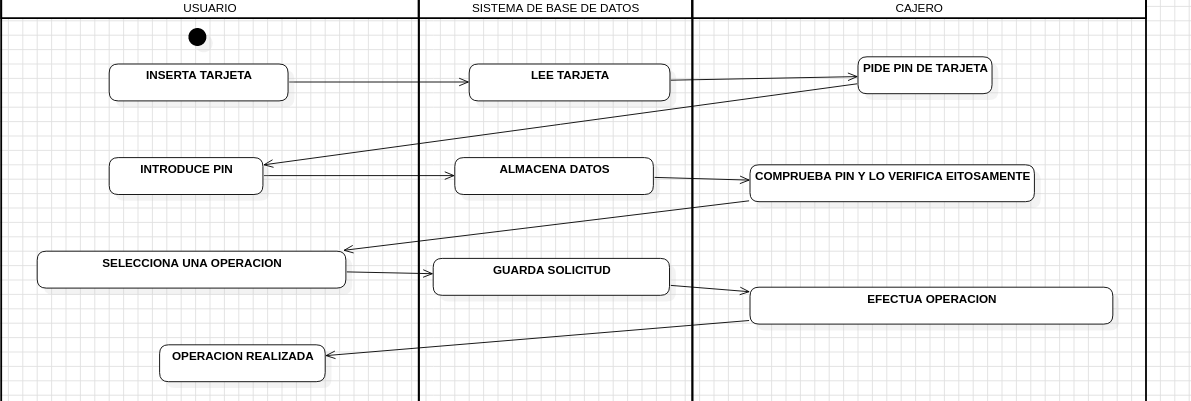 USUARIO
SISTEMA DE BASE DE DATOS
CAJERO
INSERTA TARJETA
LEE TARJETA
PIDE PIN DE TARJETA
INTRODUCE PIN
ALMACENA DATOS
COMPRUEBA PIN Y LO VERIFICA EITOSAMENTE
SELECCIONA UNA OPERACION
GUARDA SOLICITUD
EFECTUA OPERACION
OPERACION REALIZADA